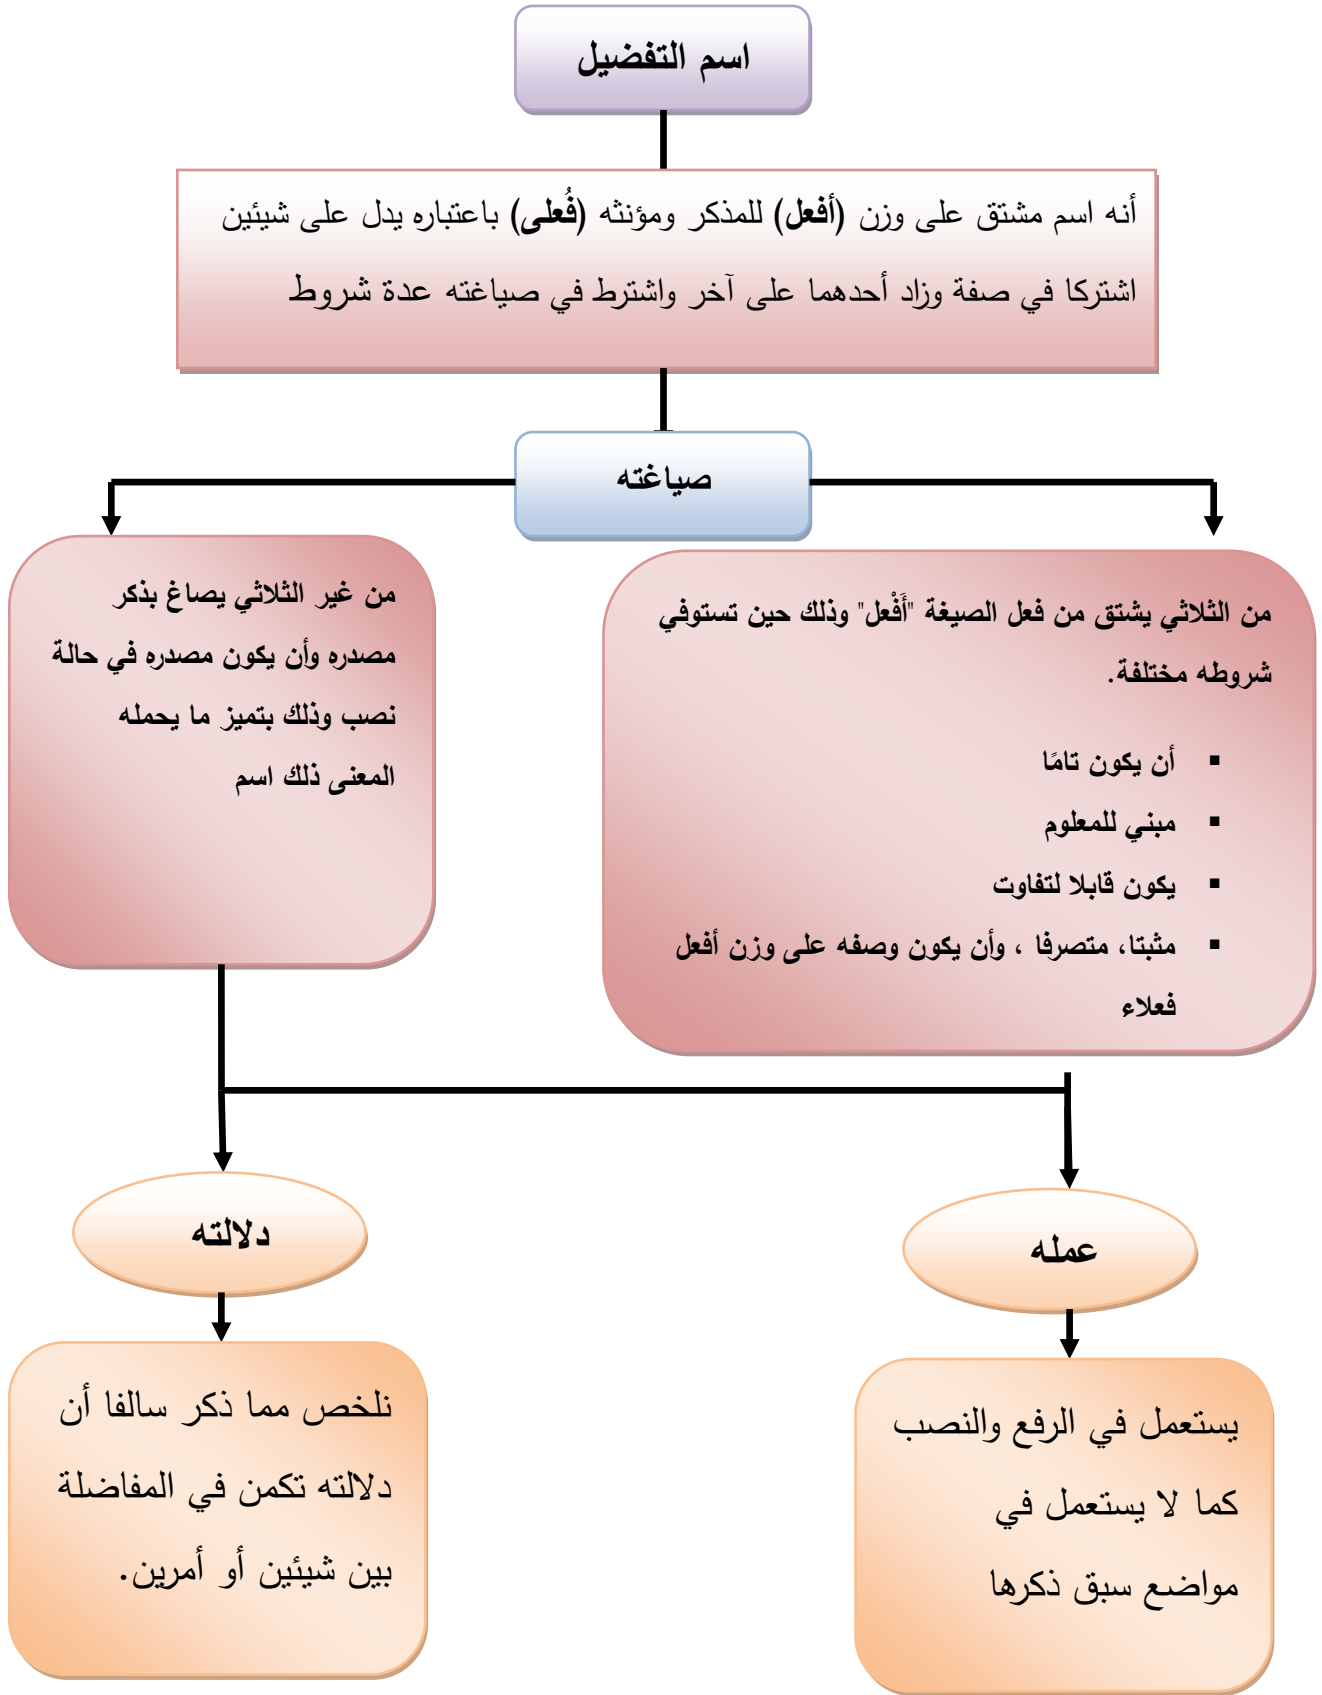 اسم التفضيل
أنه اسم مشتق على وزن (أفعل) للمذكر ومؤنثه (فُعلى) باعتباره يدل على شيئين
اشتركا في صفة وزاد أحدهما على آخر واشترط في صياغته عدة شروط
صياغته
من الثلاثي يشتق من فعل الصيغة "أَفْعل" وذلك حين تستوفي
شروطه مختلفة.
▪ أن يكون تامًا
▪ مبني للمعلوم
▪ يكون قابلا لتفاوت
▪ مثبتا، متصرفا ، وأن يكون وصفه على وزن أفعل
فعلاء
من غير الثلاثي يصاغ بذكر
مصدره وأن يكون مصدره في حالة
نصب وذلك بتميز ما يحمله
المعنى ذلك اسم
عمله
يستعمل في الرفع والنصب
كما لا يستعمل في
مواضع سبق ذكرها
دلالته
نلخص مما ذكر سالفا أن
دلالته تكمن في المفاضلة
بين شيئين أو أمرين.